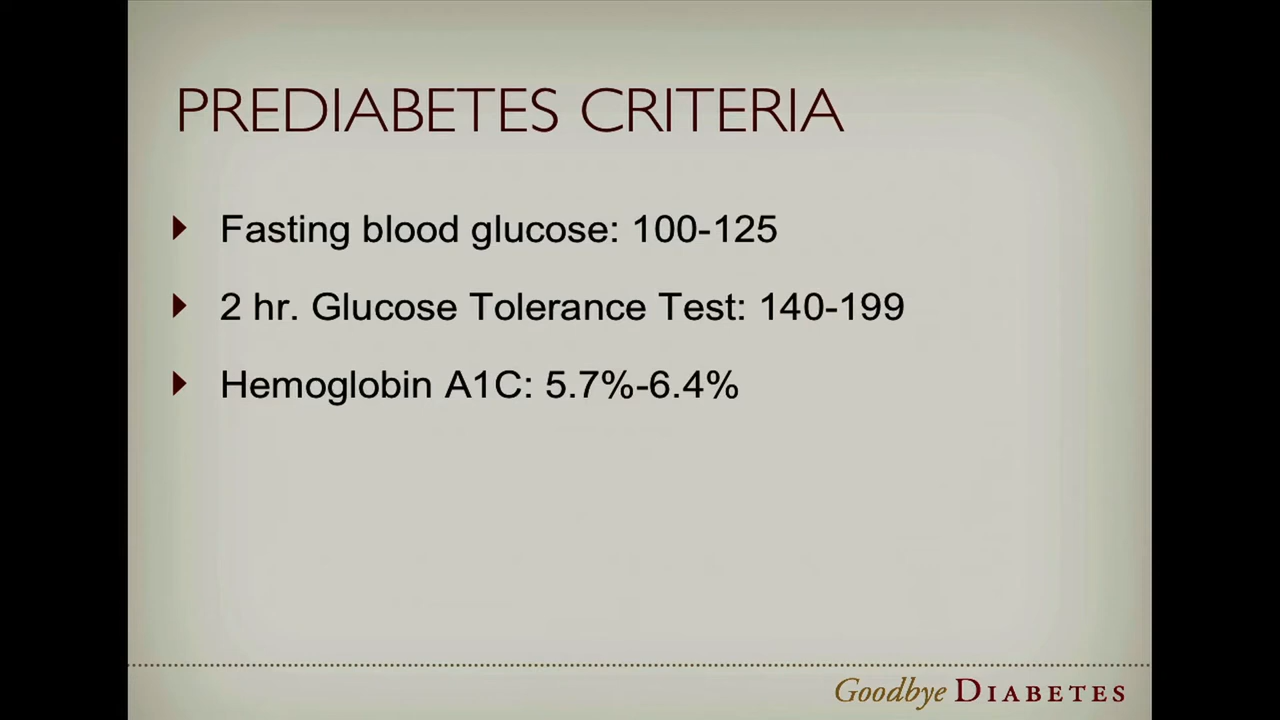 PREDIABETES CRITERIA
Fasting blood glucose: 100-125
2 hr. Glucose Tolerance Test: 140-199
Hemoglobin A1C: 5.7%-6.4%
Goodbye DIABETES